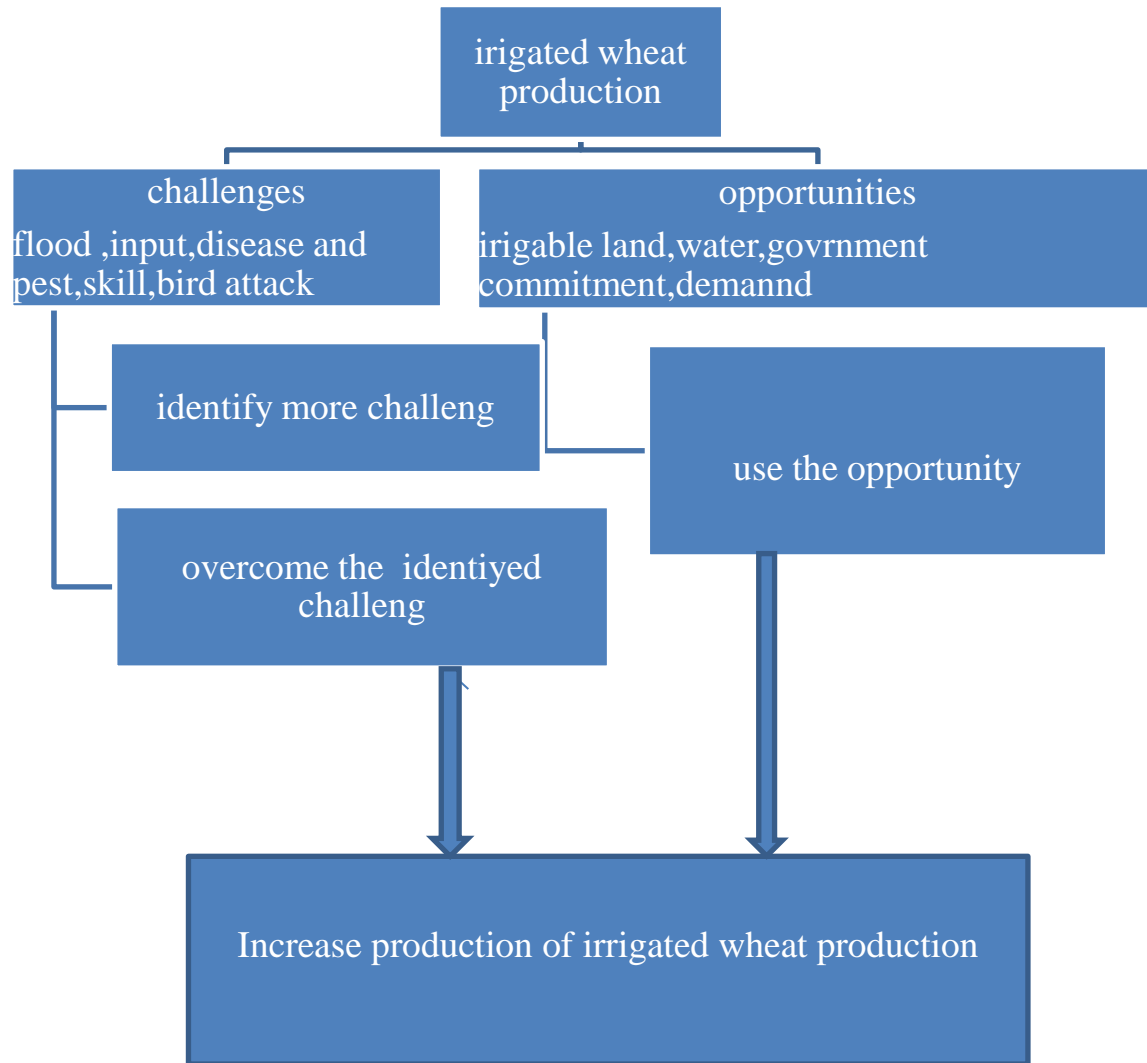 irigated wheat
production
challenges
flood ,input,disease and
pest,skill,bird attack
opportunities
irigable land,water,govrnment
commitment,demannd
identify more challeng
use the opportunity
overcome the  identiyed
challeng
Increase production of irrigated wheat production